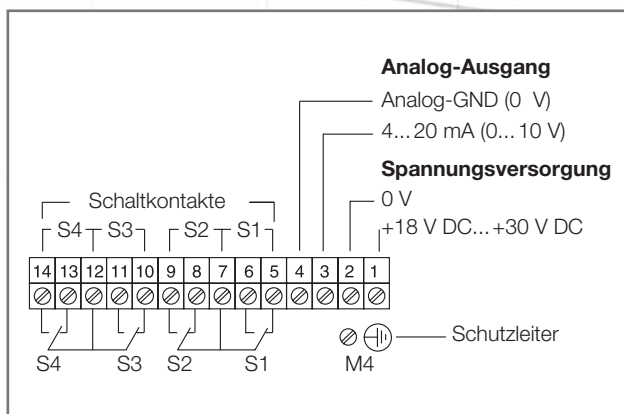 Analog-Ausgang
Analog-GND (0 V)
4...20 mA (0...10 V)
Spannungsversorgung
0 V
+18 V DC...+30 V DC
Schaltkontakte
S4 S3 S2 S1
14 13 12 11 10 9 8 7 6 5 4 3 2 1
Schutzleiter
S4 S3 S2 S1 M4